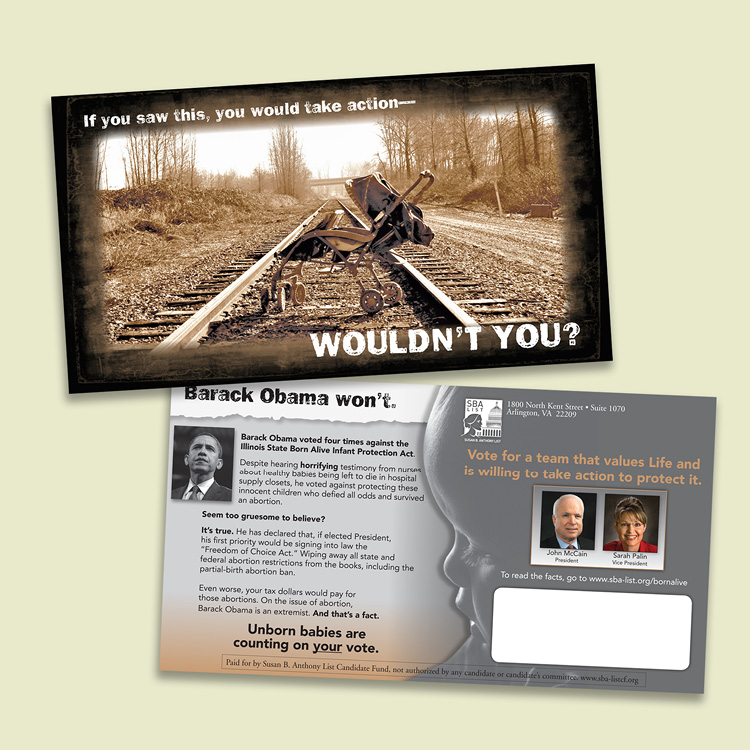 If you saw this, you would take action—
WOULDN'T YOU?
Barack Obama won't.
Barack Obama voted four times against the
Illinois State Born Alive Infant Protection Act.
Despite hearing horrifying testimony from nurses
about healthy babies being left to die in hospital
supply closets, he voted against protecting these
innocent children who defied all odds and survived
an abortion.
Seem too gruesome to believe?
It's true. He has declared that, if elected President,
his first priority would be signing into law the
"Freedom of Choice Act." Wiping away all state and
federal abortion restrictions from the books, including the
partial-birth abortion ban.
Even worse, your tax dollars would pay for
those abortions. On the issue of abortion,
Barack Obama is an extremist. And that's a fact.
Unborn babies are
counting on your vote.
SBA
LIST
SUSAN B. ANTHONY LIST
1800 North Kent Street • Suite 1070
Arlington, VA 22209
Vote for a team that values Life and
is willing to take action to protect it.
John McCain
President
Sarah Palin
Vice President
To read the facts, go to www.sba-list.org/bornalive
Paid for by Susan B. Anthony List Candidate Fund, not authorized by any candidate or candidate's committee. www.sba-listcf.org